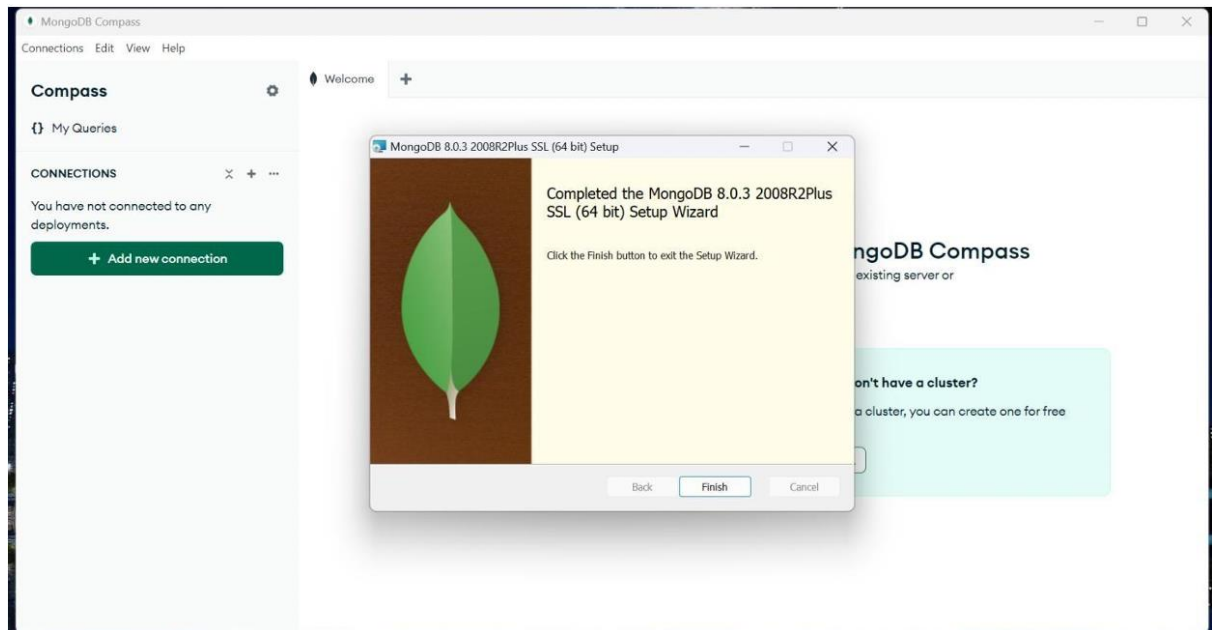 MongoDB Compass
Connections Edit View Help
Compass
Welcome
{} My Queries
CONNECTIONS
You have not connected to any
deployments.
+ Add new connection
MongoDB 8.0.3 2008R2Plus SSL (64 bit) Setup
Completed the MongoDB 8.0.3 2008R2Plus
SSL (64 bit) Setup Wizard
Click the Finish button to exit the Setup Wizard.
Back Finish Cancel
ngoDB Compass
existing server or
on't have a cluster?
a cluster, you can create one for free